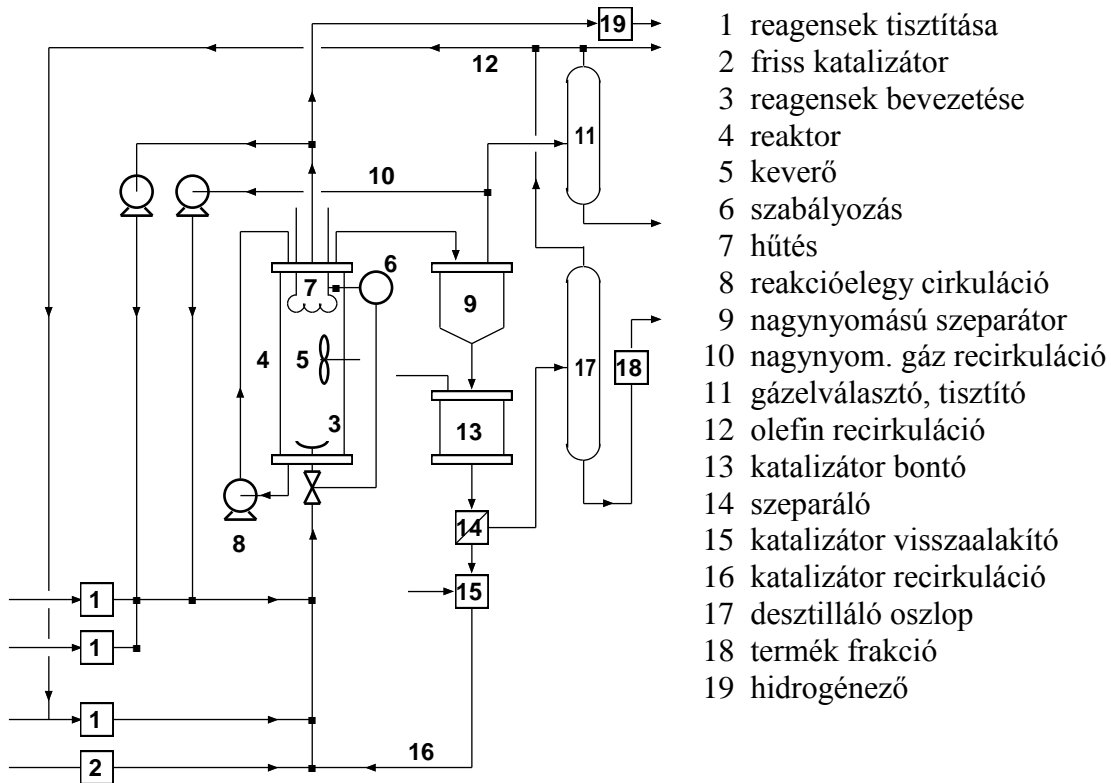 19
12
11
10
6
7
9
4
5
17
18
3
13
8
14
15
1
1
1
16
2
1 reagensek tisztítása
2 friss katalizátor
3 reagensek bevezetése
4 reaktor
5 keverő
6 szabályozás
7 hűtés
8 reakcióelegy cirkuláció
9 nagynyomású szeparátor
10 nagynyom. gáz recirkuláció
11 gázelválasztó, tisztító
12 olefin recirkuláció
13 katalizátor bontó
14 szeparáló
15 katalizátor visszaalakító
16 katalizátor recirkuláció
17 desztilláló oszlop
18 termék frakció
19 hidrogénező